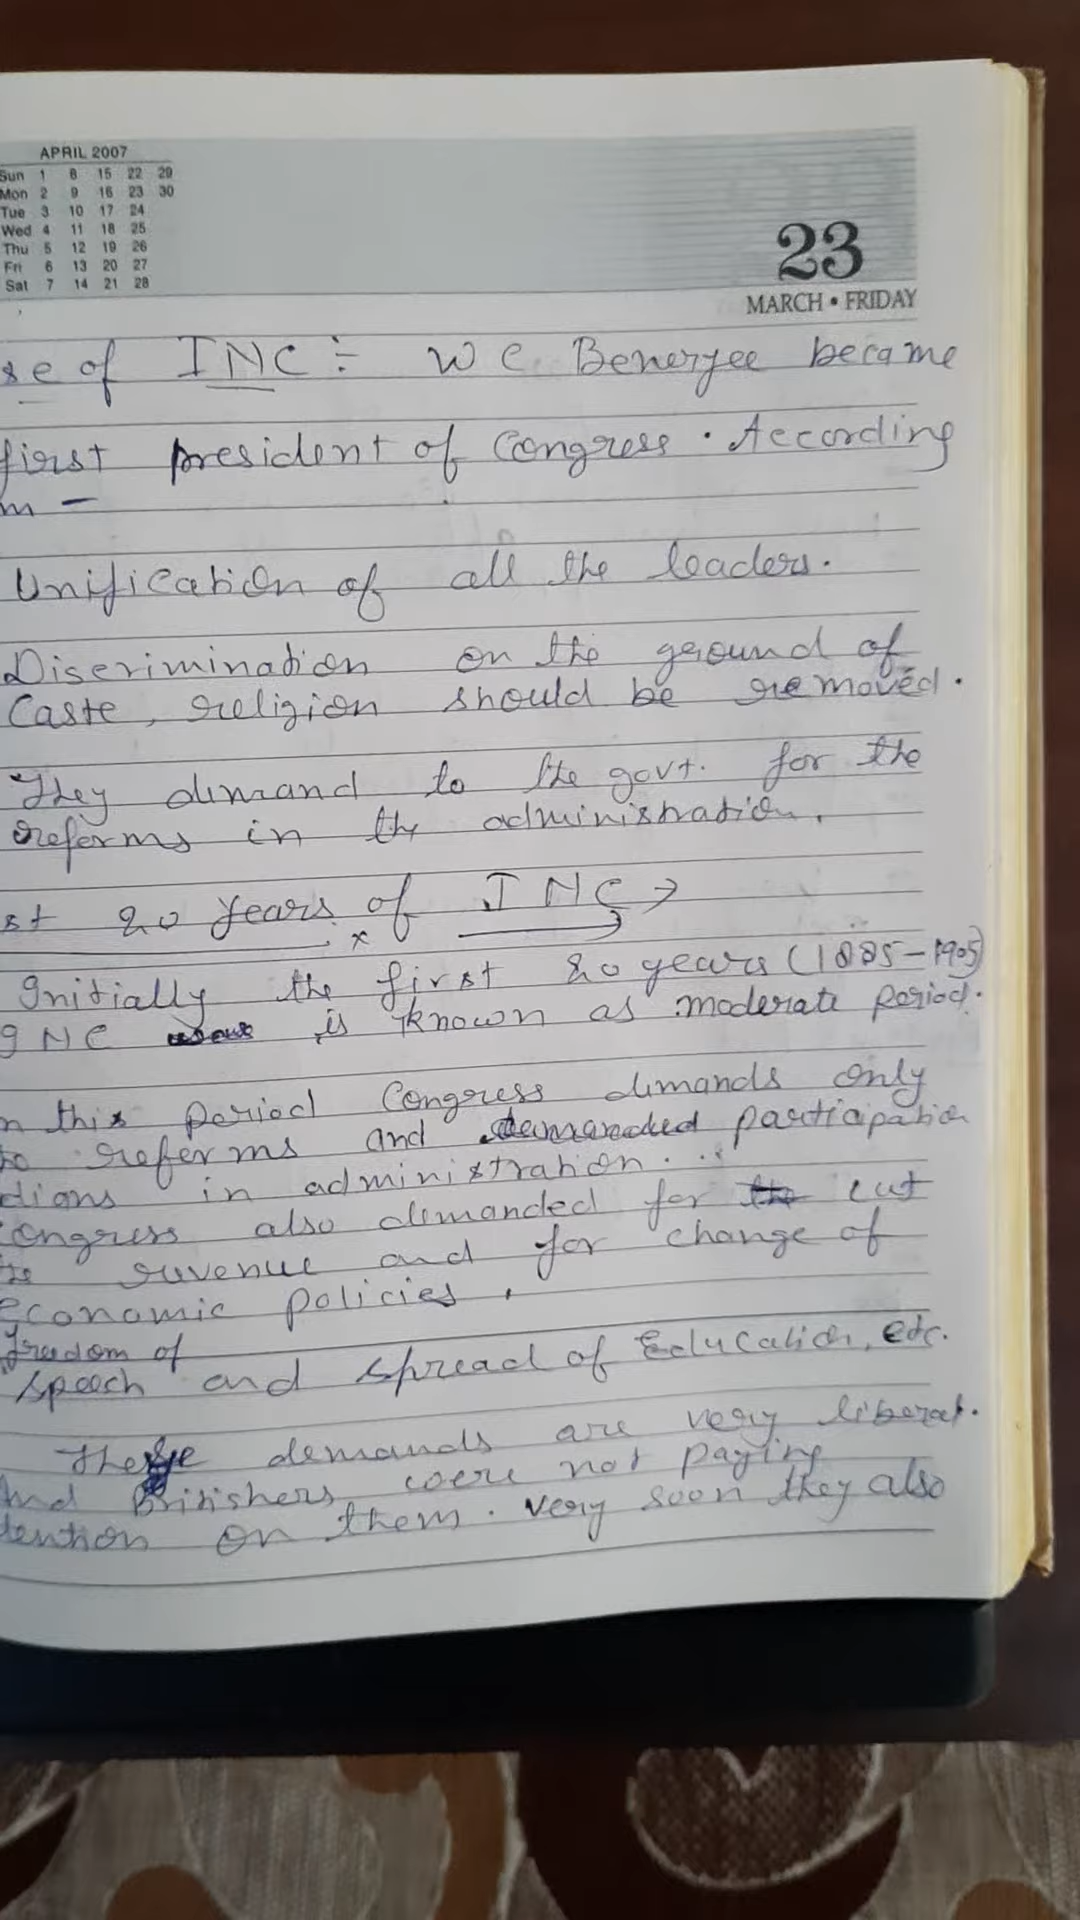 APRIL 2007
Sun 1 8 15 22 29
Mon 2 9 16 23 30
Tue 3 10 17 24
Wed 4 11 18 25
Thu 5 12 19 26
Fri 6 13 20 27
Sat 7 14 21 28
23
MARCH • FRIDAY
se of INC :- W C Benerjee became
first president of Congress. According
m -
Unification of all the leaders.
Discrimination on the ground of
Caste, religion should be removed.
They demand to the govt. for the
reforms in the administration.
st 20 years of INC →
Initially the first 20 years (1885-1905)
INC is known as moderate period.
n this period Congress demands only
to reforms and demanded participation
dians in administration.
Congress also demanded for cut
revenue and for change of
economic policies.
freedom of
speech and spread of Education, etc.
These demands are very liberal.
And Britishers were not paying
tention on them. very soon they also